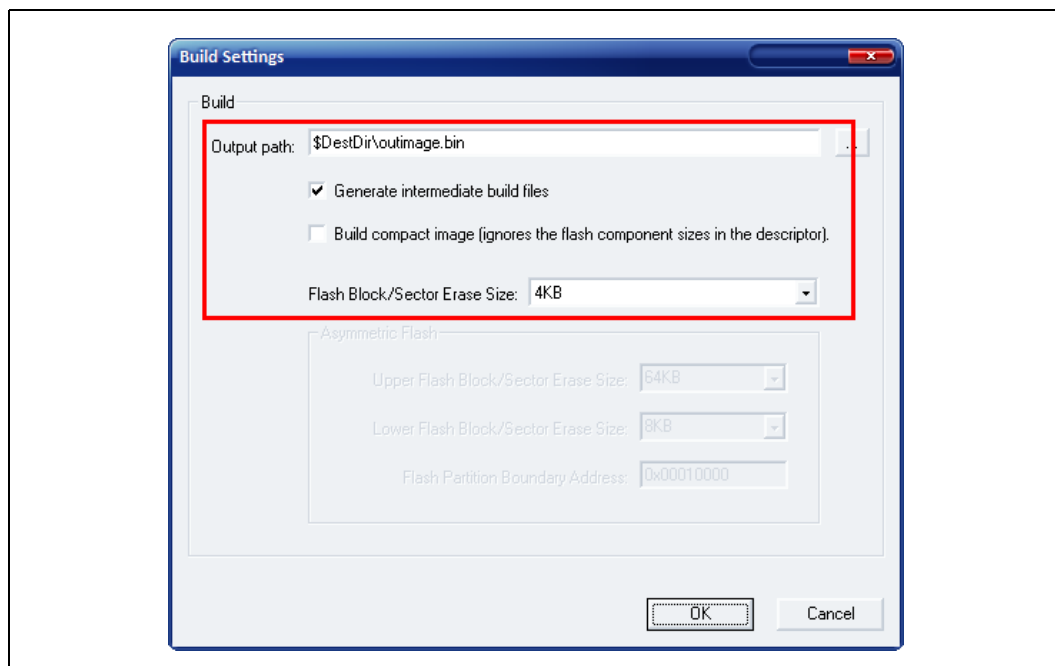 Build Settings
Build
Output path: $DestDir\outimage.bin ...
Generate intermediate build files
Build compact image (ignores the flash component sizes in the descriptor).
Flash Block/Sector Erase Size: 4KB
Asymmetric Flash
Upper Flash Block/Sector Erase Size: 64KB
Lower Flash Block/Sector Erase Size: 8KB
Flash Partition Boundary Address: 0x00010000
OK Cancel